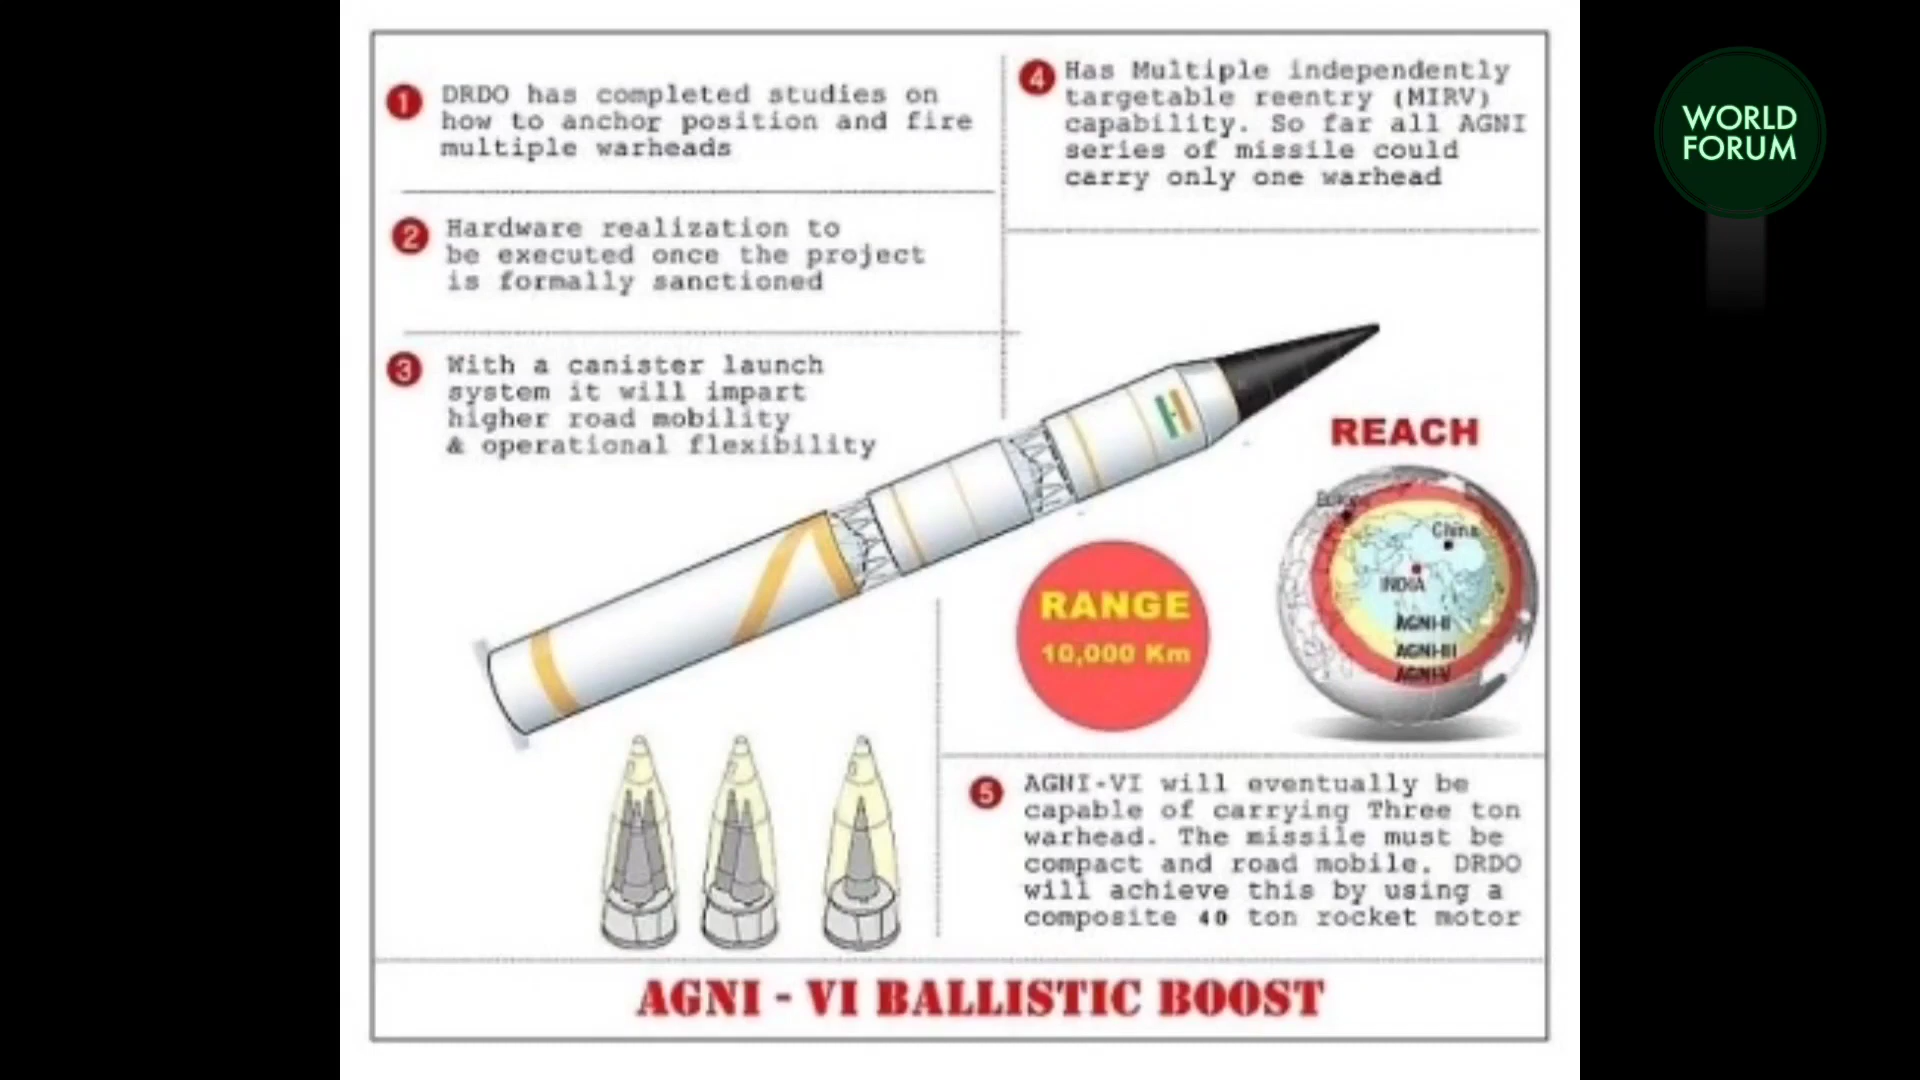 1
DRDO has completed studies on
how to anchor position and fire
multiple warheads
2
Hardware realization to
be executed once the project
is formally sanctioned
3
With a canister launch
system it will impart
higher road mobility
& operational flexibility
4
Has Multiple independently
targetable reentry (MIRV)
capability. So far all AGNI
series of missile could
carry only one warhead
WORLD
FORUM
REACH
Europe
China
INDIA
AGNI-II
AGNI-III
AGNI-V
RANGE
10,000 Km
5
AGNI-VI will eventually be
capable of carrying Three ton
warhead. The missile must be
compact and road mobile. DRDO
will achieve this by using a
composite 40 ton rocket motor
AGNI - VI BALLISTIC BOOST